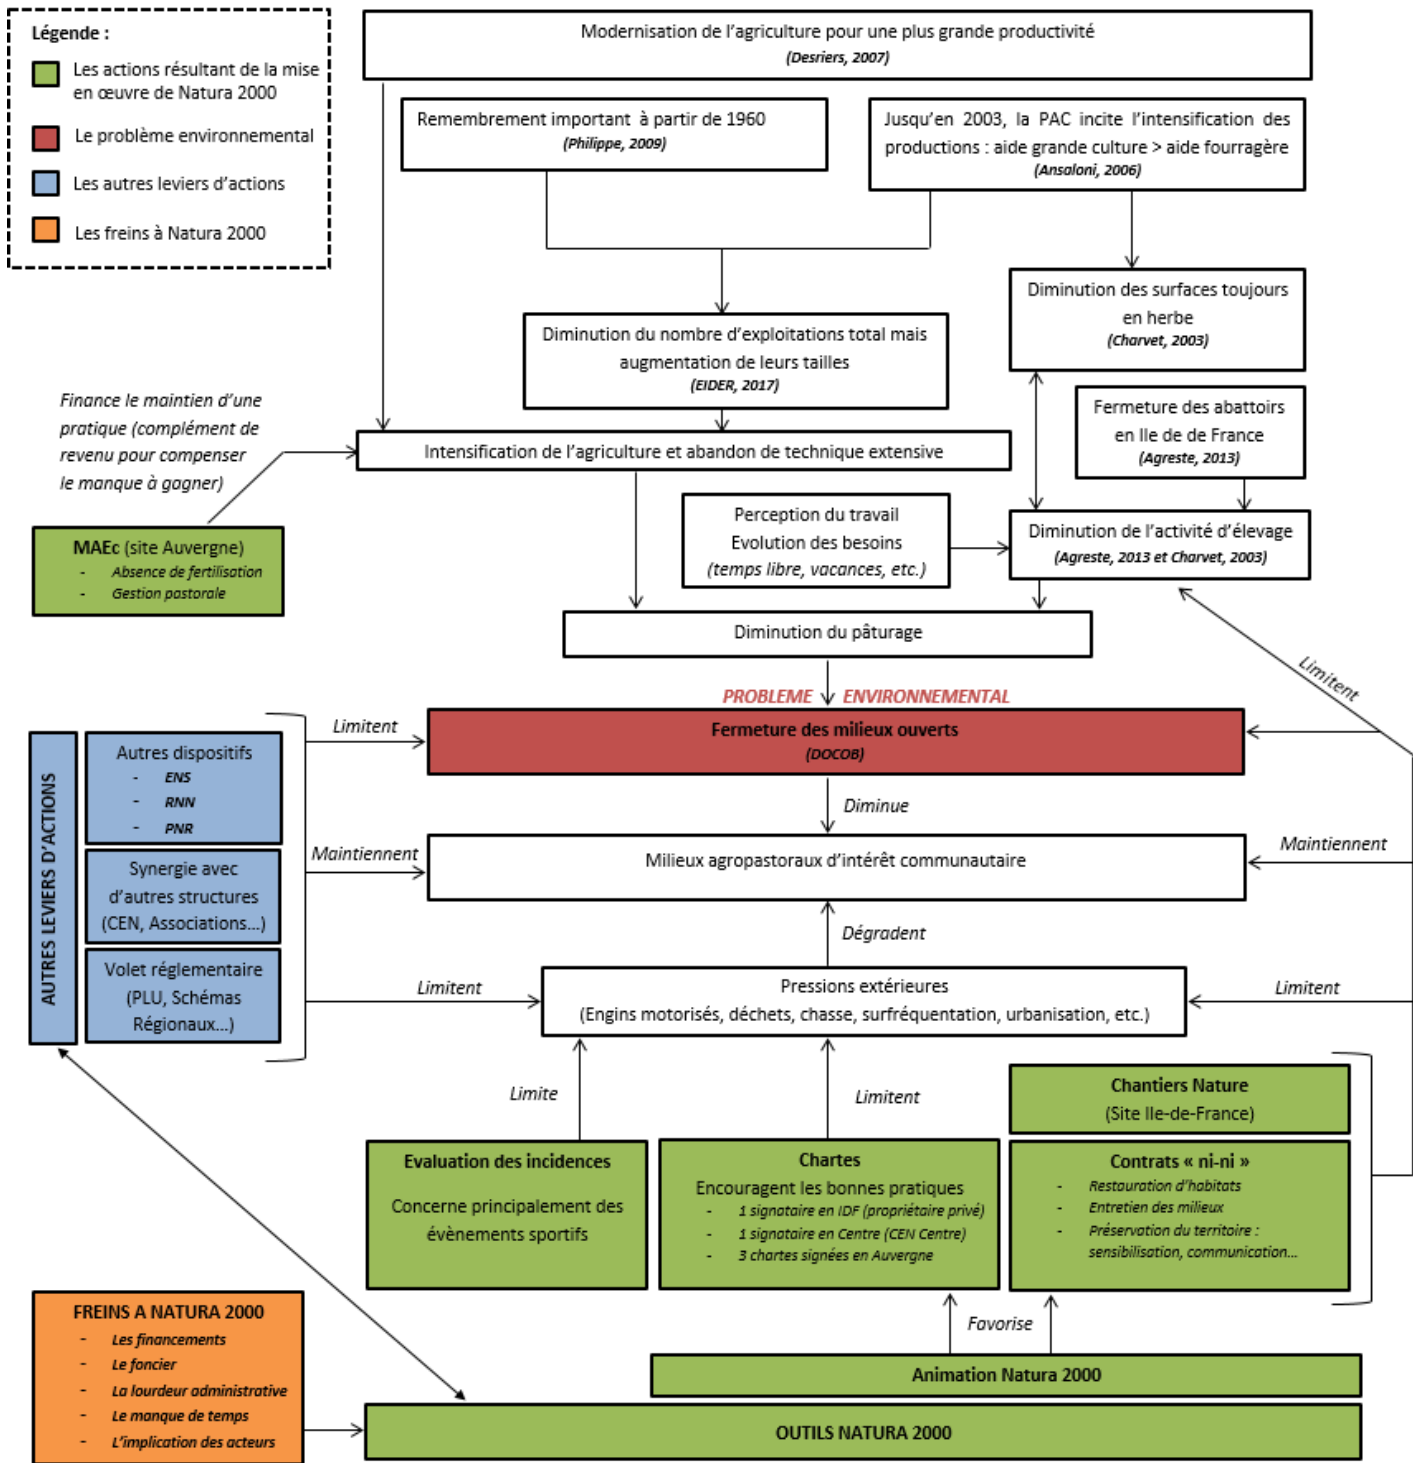 Légende :
Les actions résultant de la mise
en œuvre de Natura 2000
Le problème environnemental
Les autres leviers d'actions
Les freins à Natura 2000
Modernisation de l'agriculture pour une plus grande productivité
(Desriers, 2007)
Remembrement important à partir de 1960
(Philippe, 2009)
Jusqu'en 2003, la PAC incite l'intensification des
productions : aide grande culture > aide fourragère
(Ansaloni, 2006)
Diminution des surfaces toujours
en herbe
(Charvet, 2003)
Diminution du nombre d'exploitations total mais
augmentation de leurs tailles
(EIDER, 2017)
Fermeture des abattoirs
en Ile de de France
(Agreste, 2013)
Finance le maintien d'une
pratique (complément de
revenu pour compenser
le manque à gagner)
Intensification de l'agriculture et abandon de technique extensive
Perception du travail
Evolution des besoins
(temps libre, vacances, etc.)
Diminution de l'activité d'élevage
(Agreste, 2013 et Charvet, 2003)
MAEc (site Auvergne)
- Absence de fertilisation
- Gestion pastorale
Diminution du pâturage
Limitent
PROBLEME ENVIRONNEMENTAL
Limitent
Fermeture des milieux ouverts
(DOCOB)
AUTRES LEVIERS D'ACTIONS
Autres dispositifs
- ENS
- RNN
- PNR
Diminue
Maintiennent
Milieux agropastoraux d'intérêt communautaire
Maintiennent
Synergie avec
d'autres structures
(CEN, Associations...)
Dégradent
Volet réglementaire
(PLU, Schémas
Régionaux...)
Limitent
Pressions extérieures
(Engins motorisés, déchets, chasse, surfréquentation, urbanisation, etc.)
Limitent
Limite
Limitent
Chantiers Nature
(Site Ile-de-France)
Evaluation des incidences
Concerne principalement des
évènements sportifs
Chartes
Encouragent les bonnes pratiques
- 1 signataire en IDF (propriétaire privé)
- 1 signataire en Centre (CEN Centre)
- 3 chartes signées en Auvergne
Contrats « ni-ni »
- Restauration d'habitats
- Entretien des milieux
- Préservation du territoire :
sensibilisation, communication...
Favorise
FREINS A NATURA 2000
- Les financements
- Le foncier
- La lourdeur administrative
- Le manque de temps
- L'implication des acteurs
Animation Natura 2000
OUTILS NATURA 2000